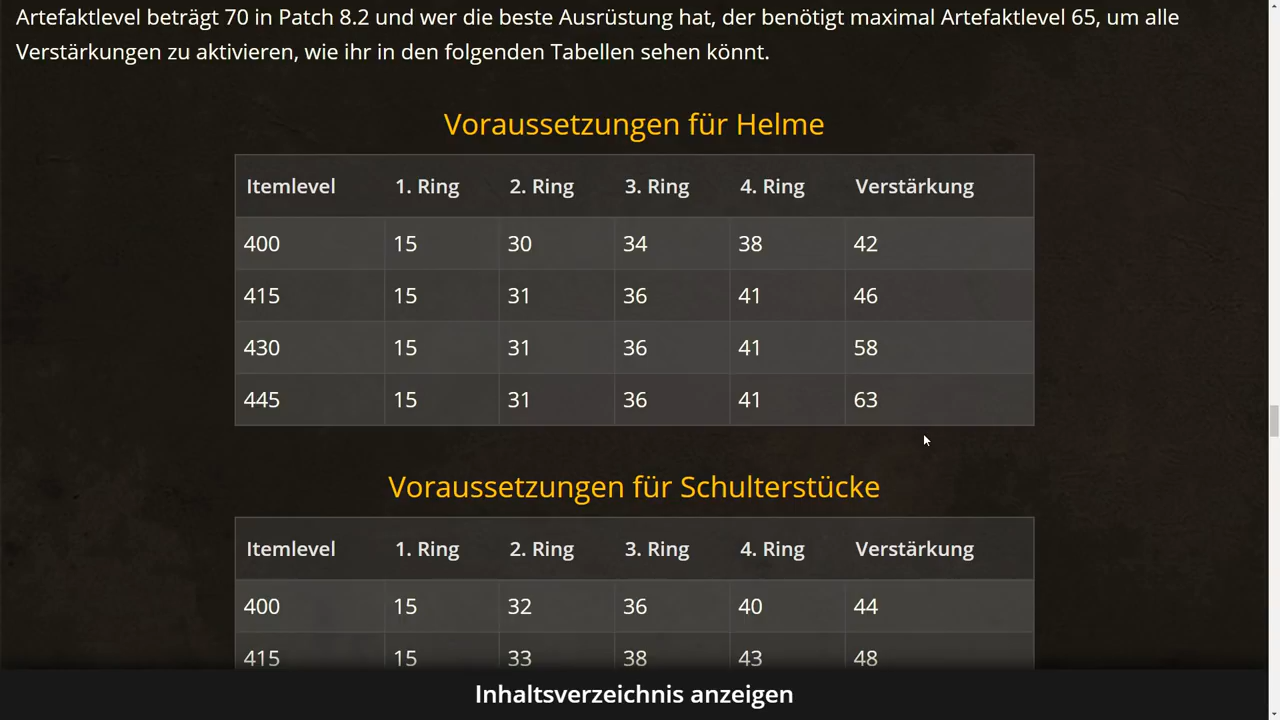 Artefaktlevel beträgt 70 in Patch 8.2 und wer die beste Ausrüstung hat, der benötigt maximal Artefaktlevel 65, um alle
Verstärkungen zu aktivieren, wie ihr in den folgenden Tabellen sehen könnt.
Voraussetzungen für Helme
Itemlevel 1. Ring 2. Ring 3. Ring 4. Ring Verstärkung
400 15 30 34 38 42
415 15 31 36 41 46
430 15 31 36 41 58
445 15 31 36 41 63
Voraussetzungen für Schulterstücke
Itemlevel 1. Ring 2. Ring 3. Ring 4. Ring Verstärkung
400 15 32 36 40 44
415 15 33 38 43 48
Inhaltsverzeichnis anzeigen